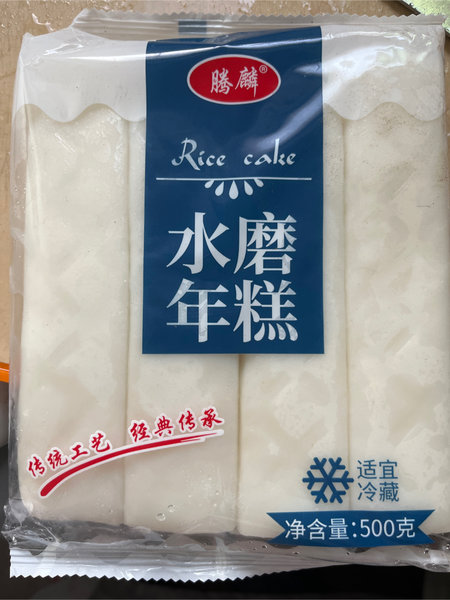 腾麟®
Rice cake
水磨
年糕
传统工艺 经典传承
适宜
冷藏
净含量:500克